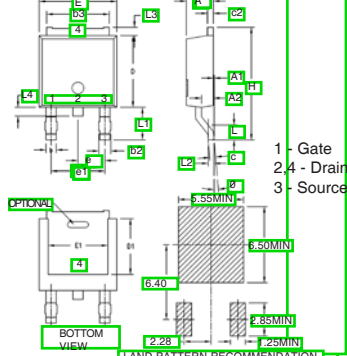 E
A
b3
c2
L3
4
D
A1
H
A2
L4
1 2 3
L1
L
b2
e
L2
c
e1
1 - Gate
2,4 - Drain
3 - Source
Ø
5.55MIN
OPTIONAL
E1
D1
6.50MIN
4
6.40
2.85MIN
BOTTOM
VIEW
2.28
1.25MIN
LAND PATTERN RECOMMENDATION